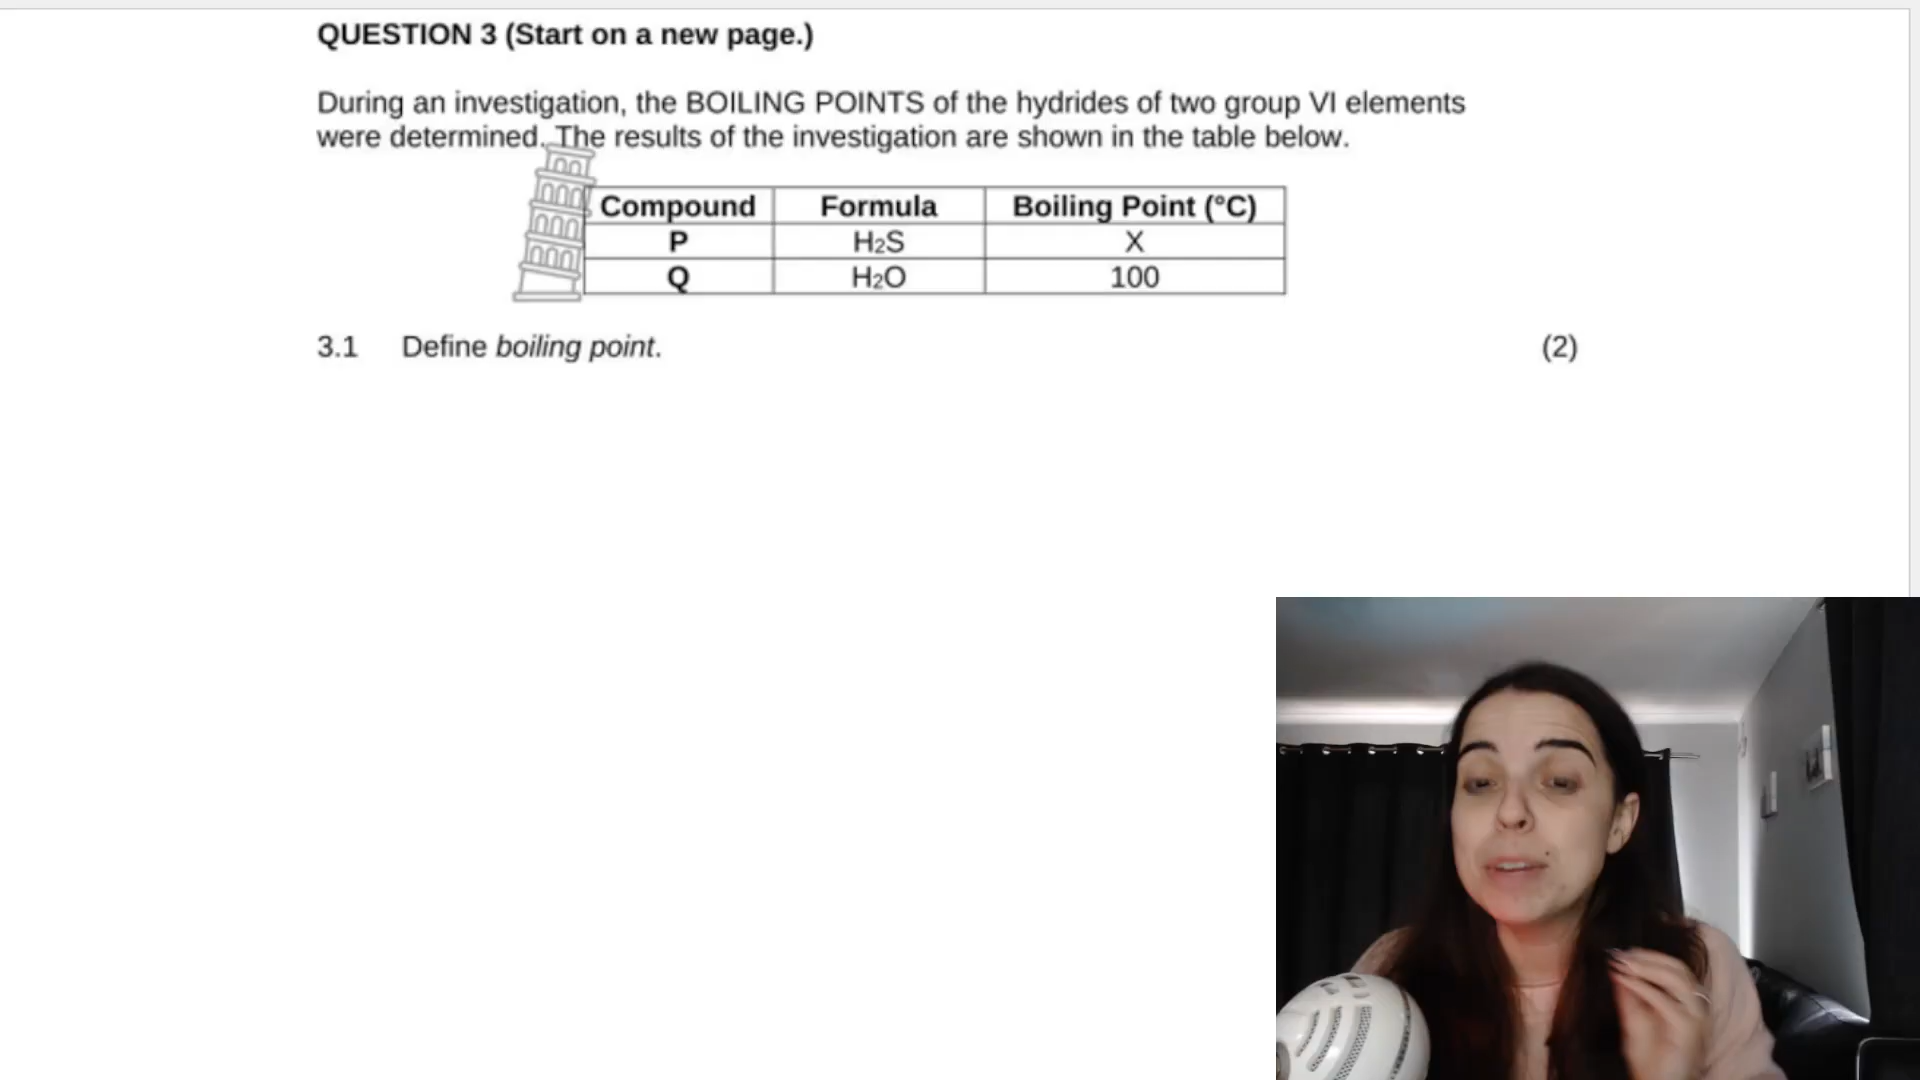 QUESTION 3 (Start on a new page.)
During an investigation, the BOILING POINTS of the hydrides of two group VI elements
were determined. The results of the investigation are shown in the table below.
Compound Formula Boiling Point (°C)
P H₂S X
Q H₂O 100
3.1 Define boiling point. (2)